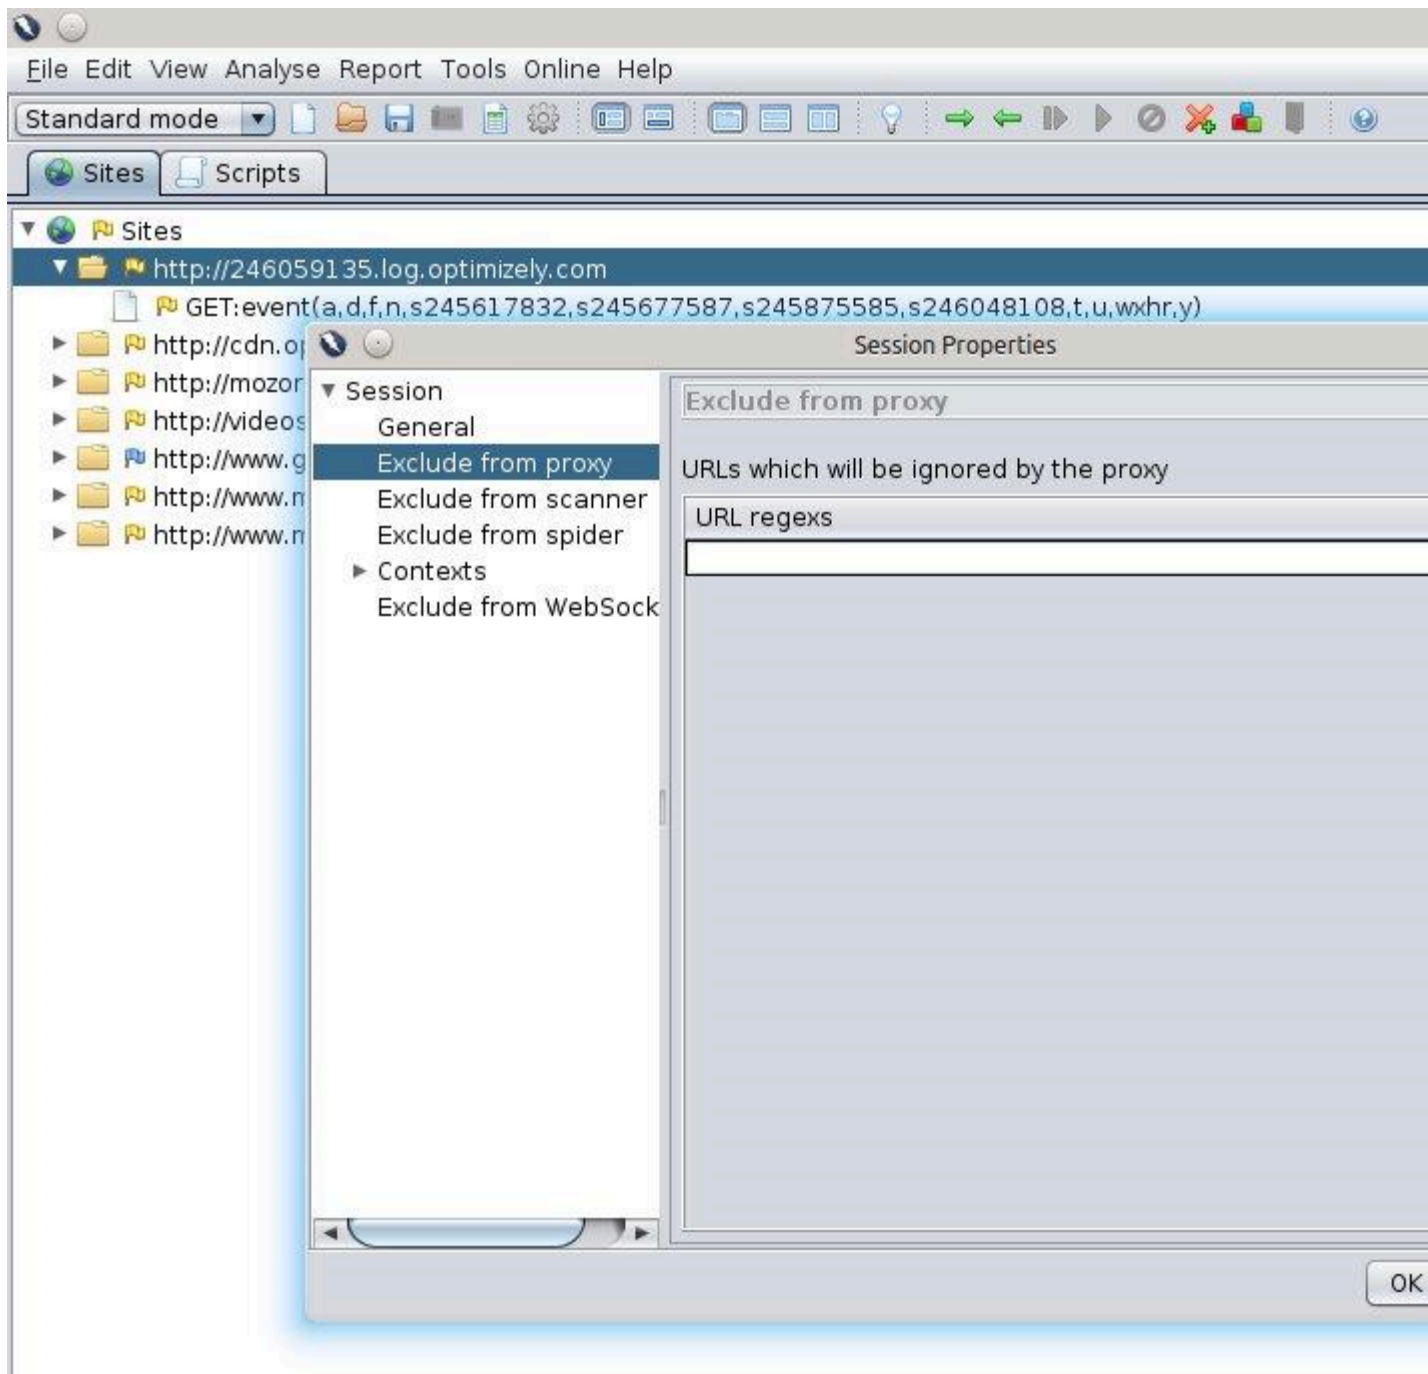 File Edit View Analyse Report Tools Online Help
Standard mode
Sites Scripts
Sites
http://246059135.log.optimizely.com
GET:event(a,d,f,n,s245617832,s245677587,s245875585,s246048108,t,u,wxhr,y)
http://cdn.op
http://mozor
http://videos
http://www.g
http://www.m
http://www.m
Session Properties
Session
General
Exclude from proxy
Exclude from scanner
Exclude from spider
Contexts
Exclude from WebSock
Exclude from proxy
URLs which will be ignored by the proxy
URL regexs
OK